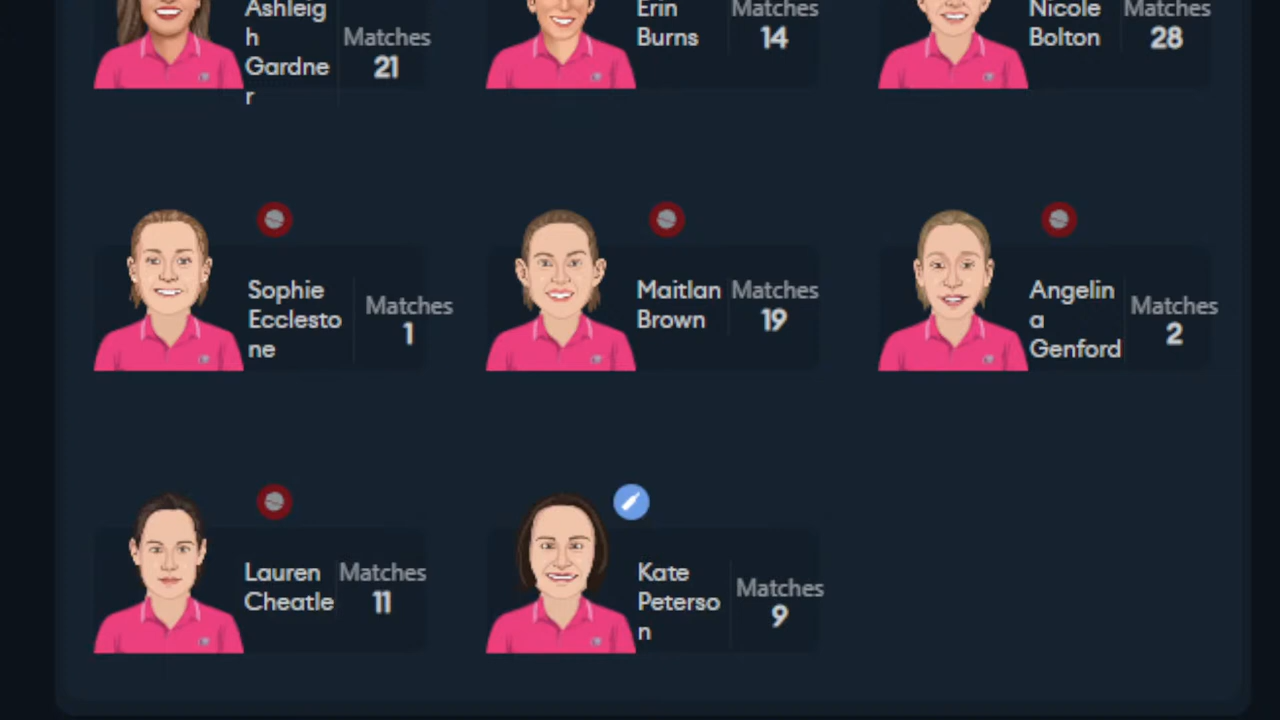 Ashleig
h
Gardne
r
Matches
21
Erin
Burns
Matches
14
Nicole
Bolton
Matches
28
Sophie
Ecclesto
ne
Matches
1
Maitlan
Brown
Matches
19
Angelin
a
Genford
Matches
2
Lauren
Cheatle
Matches
11
Kate
Peterso
n
Matches
9